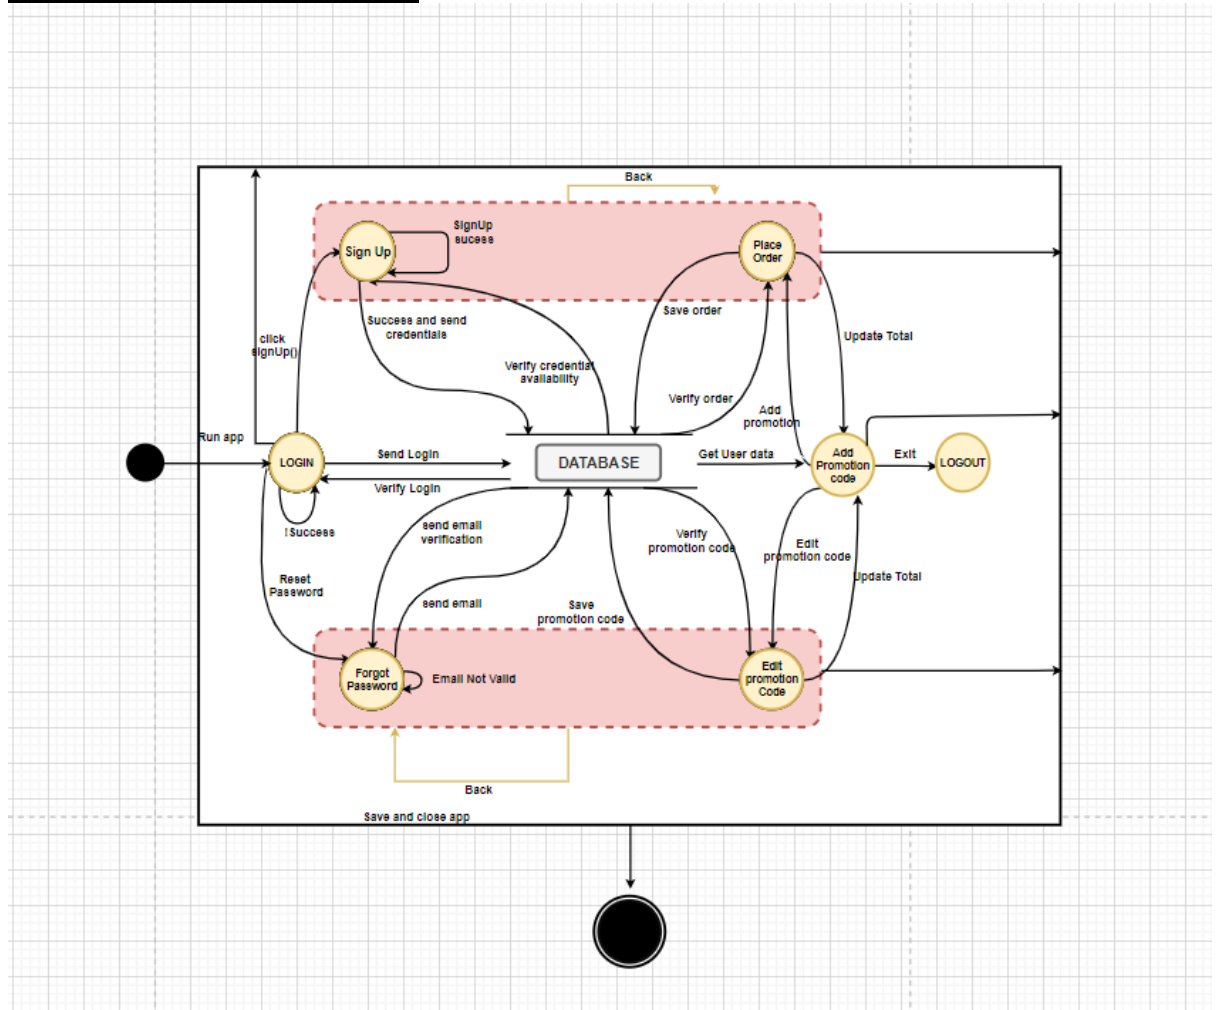 Back
SignUp
sucess
Sign Up
Place
Order
Save order
Success and send
credentials
Update Total
click
signUp()
Verify credential
availability
Verify order
Add
promotion
Run app
LOGIN
Send Login
DATABASE
Get User data
Add
Promotion
code
Exit
LOGOUT
Verify Login
!Success
send email
verification
Verify
promotion code
Edit
promotion code
Reset
Password
Update Total
send email
Save
promotion code
Forgot
Password
Email Not Valid
Edit
promotion
Code
Back
Save and close app